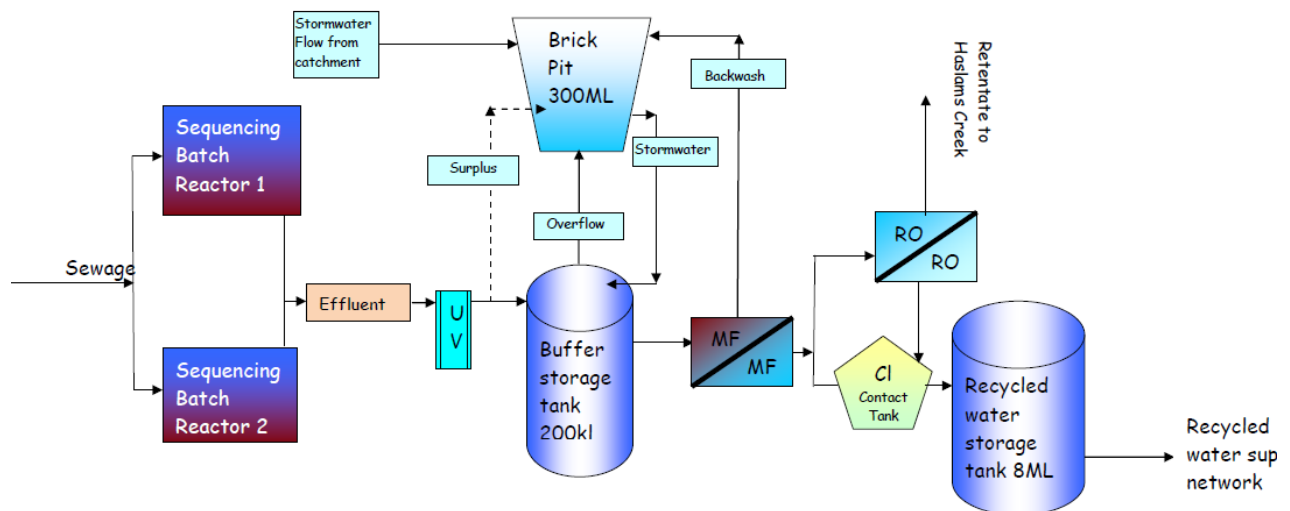 Stormwater
Flow from
catchment
Brick
Pit
300ML
Backwash
Retentate to
Haslams Creek
Sequencing
Batch
Reactor 1
Stormwater
Surplus
Overflow
RO
RO
Sewage
Effluent
U
V
Buffer
storage
tank
200kl
MF
MF
Cl
Contact
Tank
Recycled
water
storage
tank 8ML
Sequencing
Batch
Reactor 2
Recycled
water sup
network